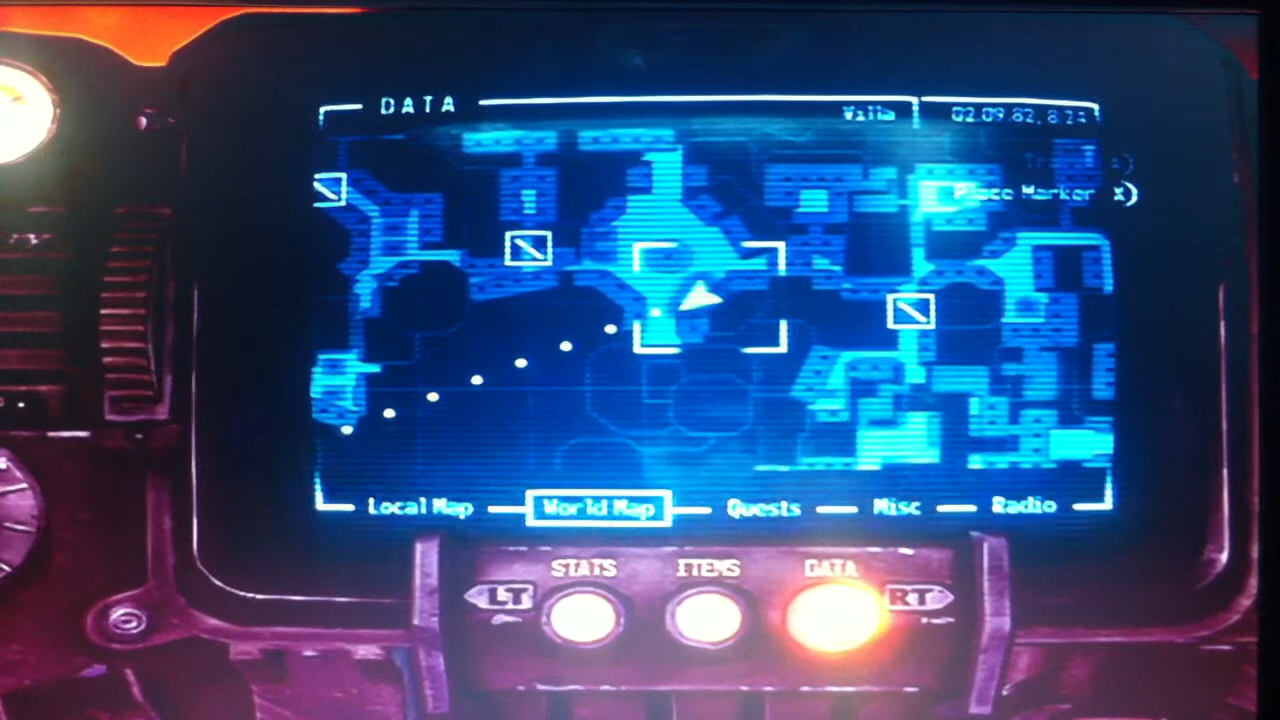 DATA
Villa 02.09.82, 8:24
Place Marker x)
Local Map World Map Quests Misc Radio
STATS ITEMS DATA
LT RT